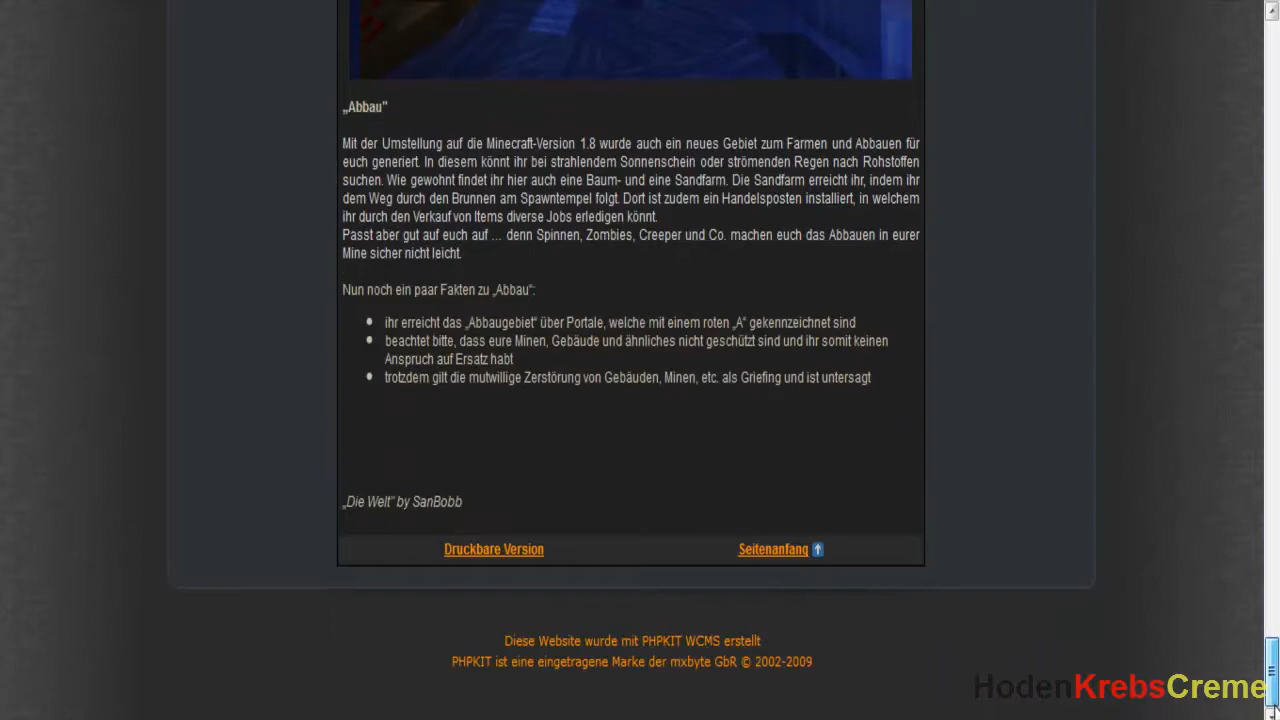 „Abbau"
Mit der Umstellung auf die Minecraft-Version 1.8 wurde auch ein neues Gebiet zum Farmen und Abbauen für
euch generiert. In diesem könnt ihr bei strahlendem Sonnenschein oder strömenden Regen nach Rohstoffen
suchen. Wie gewohnt findet ihr hier auch eine Baum- und eine Sandfarm. Die Sandfarm erreicht ihr, indem ihr
dem Weg durch den Brunnen am Spawntempel folgt. Dort ist zudem ein Handelsposten installiert, in welchem
ihr durch den Verkauf von Items diverse Jobs erledigen könnt.
Passt aber gut auf euch auf ... denn Spinnen, Zombies, Creeper und Co. machen euch das Abbauen in eurer
Mine sicher nicht leicht.
Nun noch ein paar Fakten zu „Abbau“:
• ihr erreicht das „Abbaugebiet“ über Portale, welche mit einem roten „A“ gekennzeichnet sind
• beachtet bitte, dass eure Minen, Gebäude und ähnliches nicht geschützt sind und ihr somit keinen
Anspruch auf Ersatz habt
• trotzdem gilt die mutwillige Zerstörung von Gebäuden, Minen, etc. als Griefing und ist untersagt
„Die Welt“ by SanBobb
Druckbare Version Seitenanfang
Diese Website wurde mit PHPKIT WCMS erstellt
PHPKIT ist eine eingetragene Marke der mxbyte GbR © 2002-2009
HodenKrebsCreme